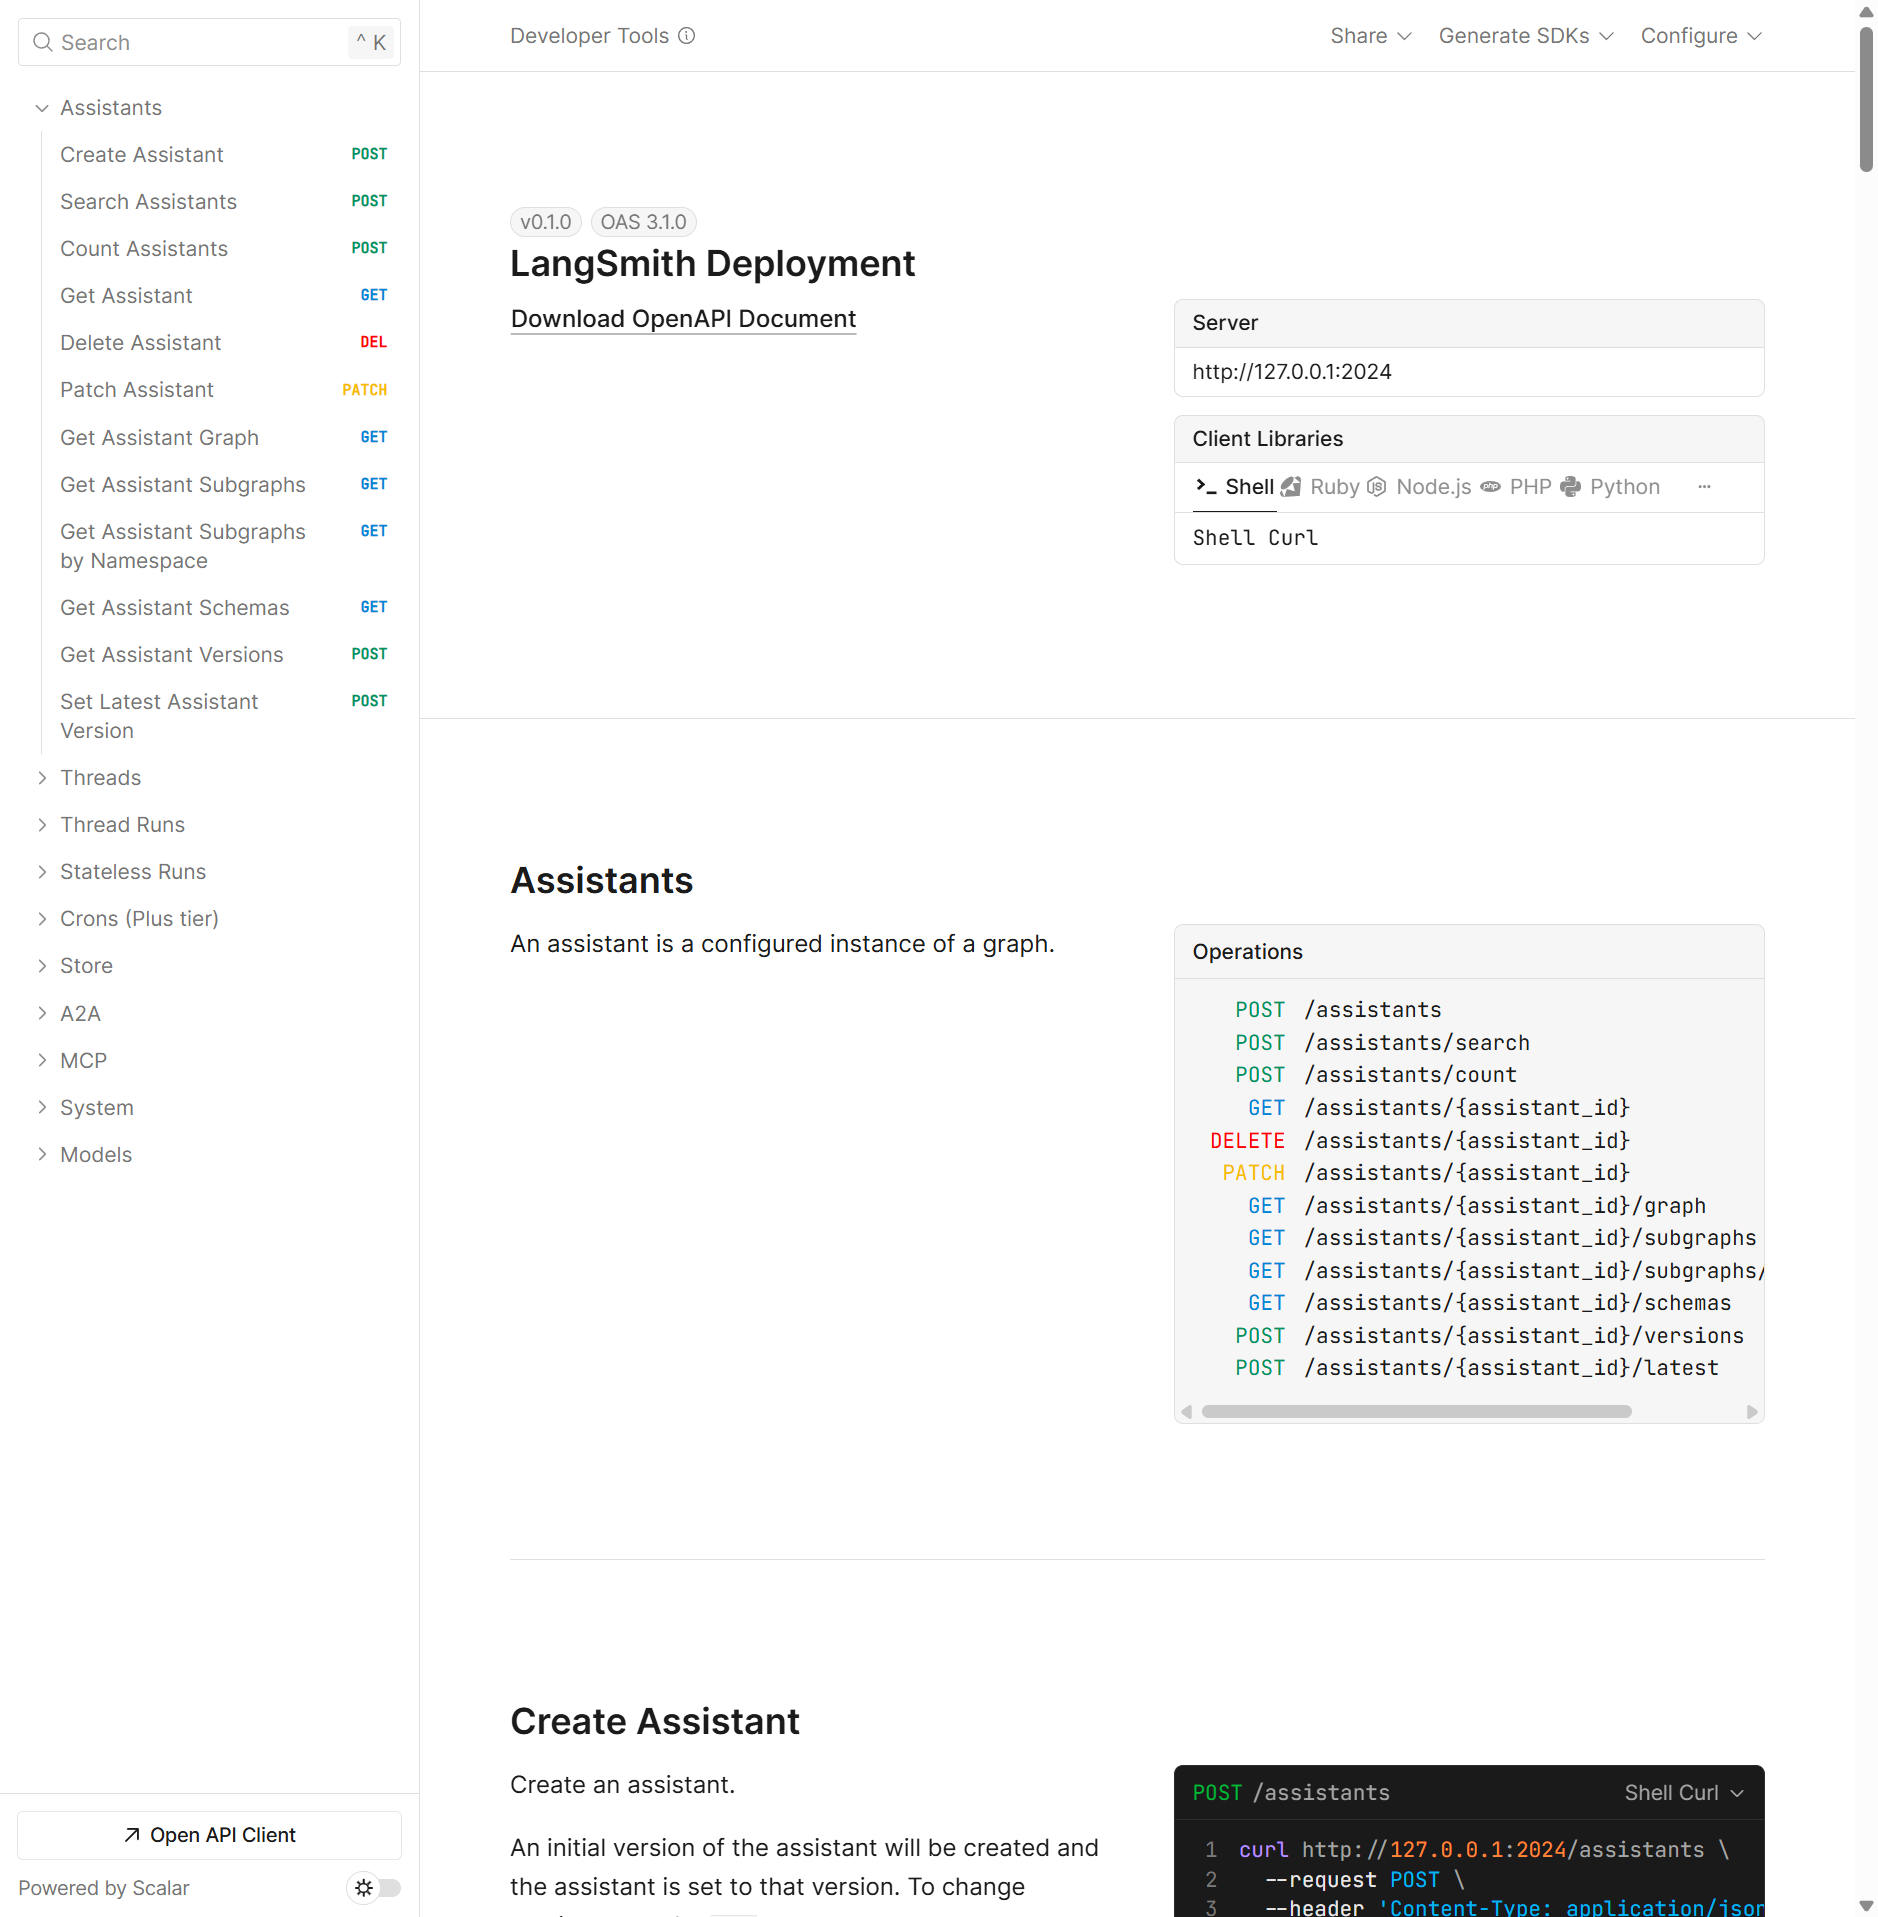 Search
^ K
Assistants
Create Assistant POST
Search Assistants POST
Count Assistants POST
Get Assistant GET
Delete Assistant DEL
Patch Assistant PATCH
Get Assistant Graph GET
Get Assistant Subgraphs GET
Get Assistant Subgraphs GET
by Namespace
Get Assistant Schemas GET
Get Assistant Versions POST
Set Latest Assistant POST
Version
Threads
Thread Runs
Stateless Runs
Crons (Plus tier)
Store
A2A
MCP
System
Models
Open API Client
Powered by Scalar
Developer Tools
Share
Generate SDKs
Configure
v0.1.0
OAS 3.1.0
LangSmith Deployment
Download OpenAPI Document
Server
http://127.0.0.1:2024
Client Libraries
Shell Ruby Node.js PHP Python ...
Shell Curl
Assistants
An assistant is a configured instance of a graph.
Operations
POST /assistants
POST /assistants/search
POST /assistants/count
GET /assistants/{assistant_id}
DELETE /assistants/{assistant_id}
PATCH /assistants/{assistant_id}
GET /assistants/{assistant_id}/graph
GET /assistants/{assistant_id}/subgraphs
GET /assistants/{assistant_id}/subgraphs/
GET /assistants/{assistant_id}/schemas
POST /assistants/{assistant_id}/versions
POST /assistants/{assistant_id}/latest
Create Assistant
Create an assistant.
An initial version of the assistant will be created and
the assistant is set to that version. To change
POST /assistants
Shell Curl
1 curl http://127.0.0.1:2024/assistants \
2 --request POST \
3 --header 'Content-Type: application/json